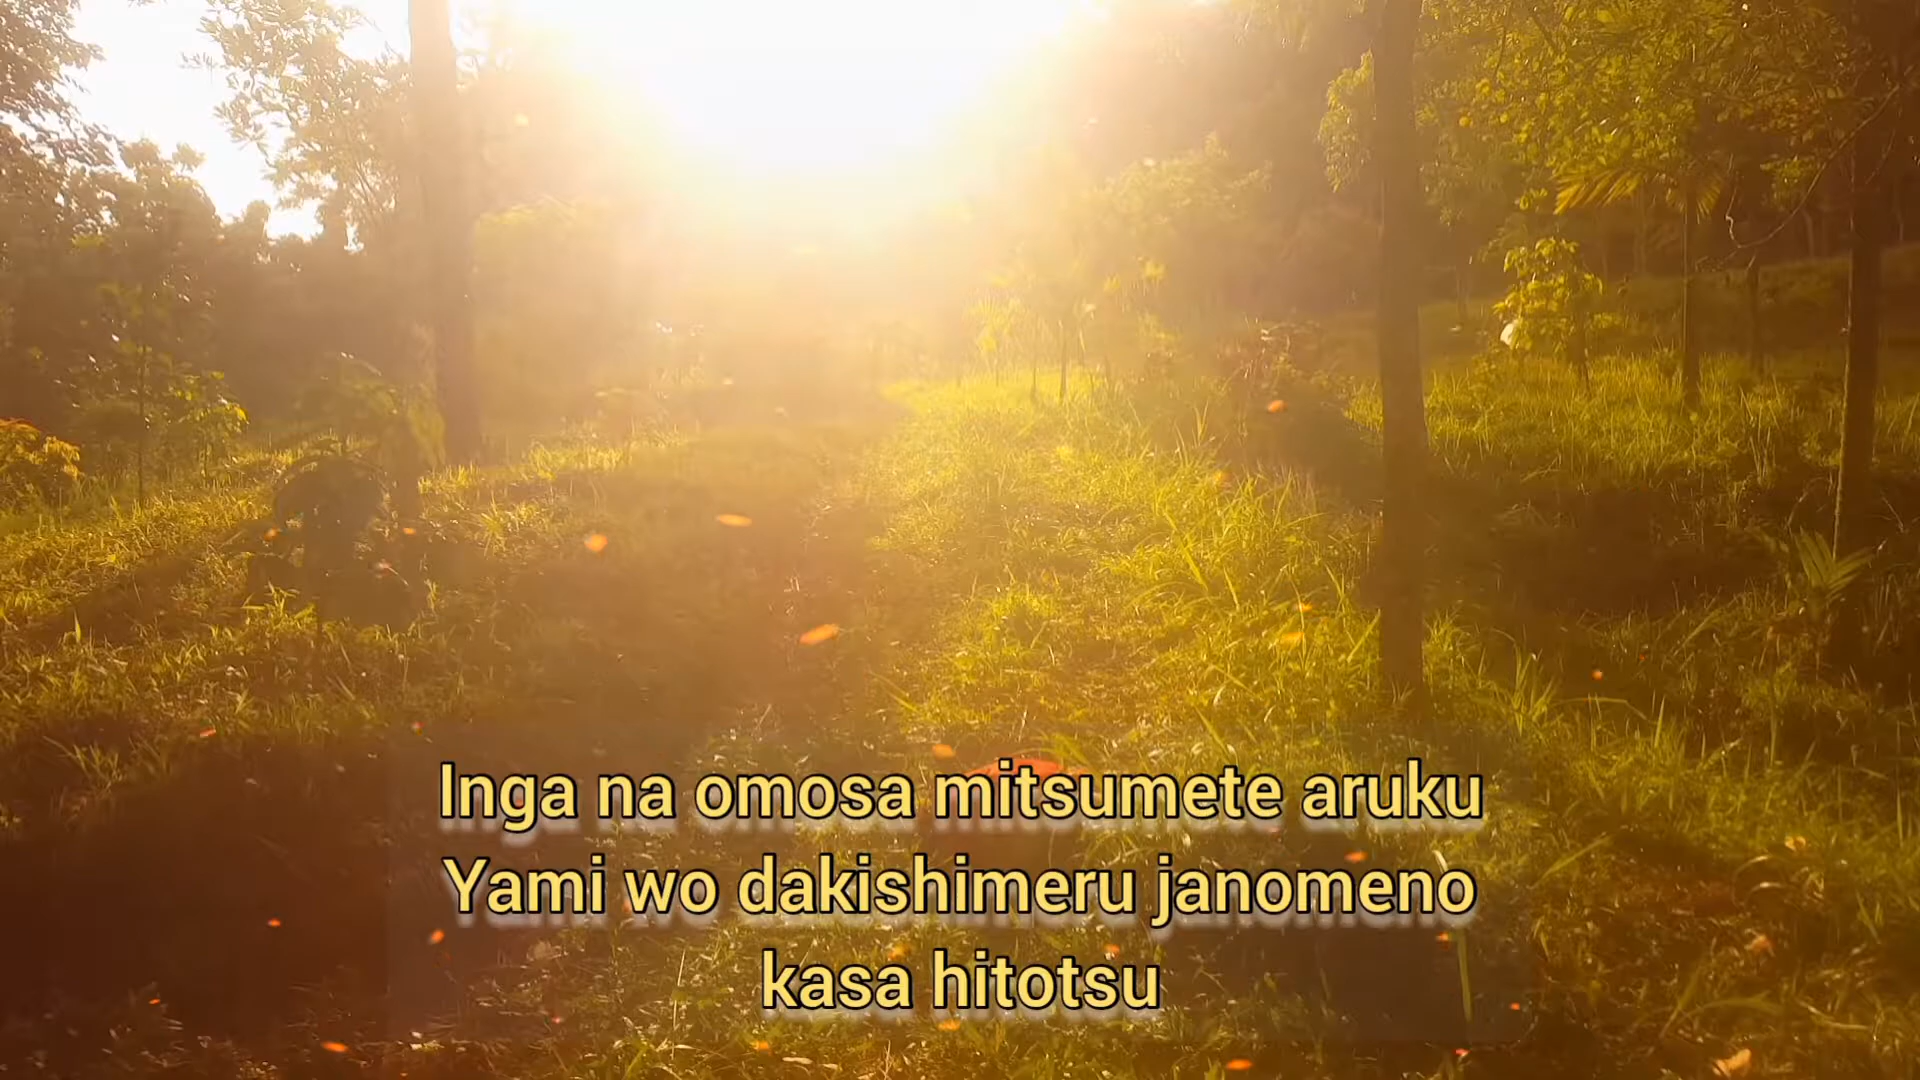 Inga na omosa mitsumete aruku
Yami wo dakishimeru janomeno
kasa hitotsu